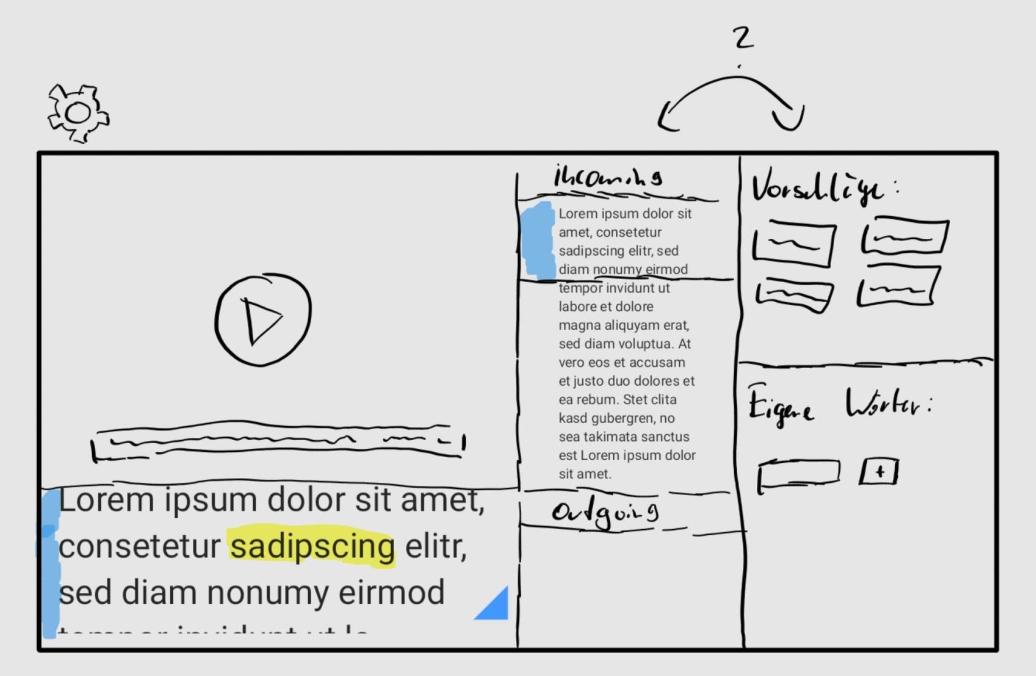 ?
incoming
Lorem ipsum dolor sit
amet, consetetur
sadipscing elitr, sed
diam nonumy eirmod
tempor invidunt ut
labore et dolore
magna aliquyam erat,
sed diam voluptua. At
vero eos et accusam
et justo duo dolores et
ea rebum. Stet clita
kasd gubergren, no
sea takimata sanctus
est Lorem ipsum dolor
sit amet.
outgoing
Vorschläge:
Eigene Wörter:
+
Lorem ipsum dolor sit amet,
consetetur sadipscing elitr,
sed diam nonumy eirmod